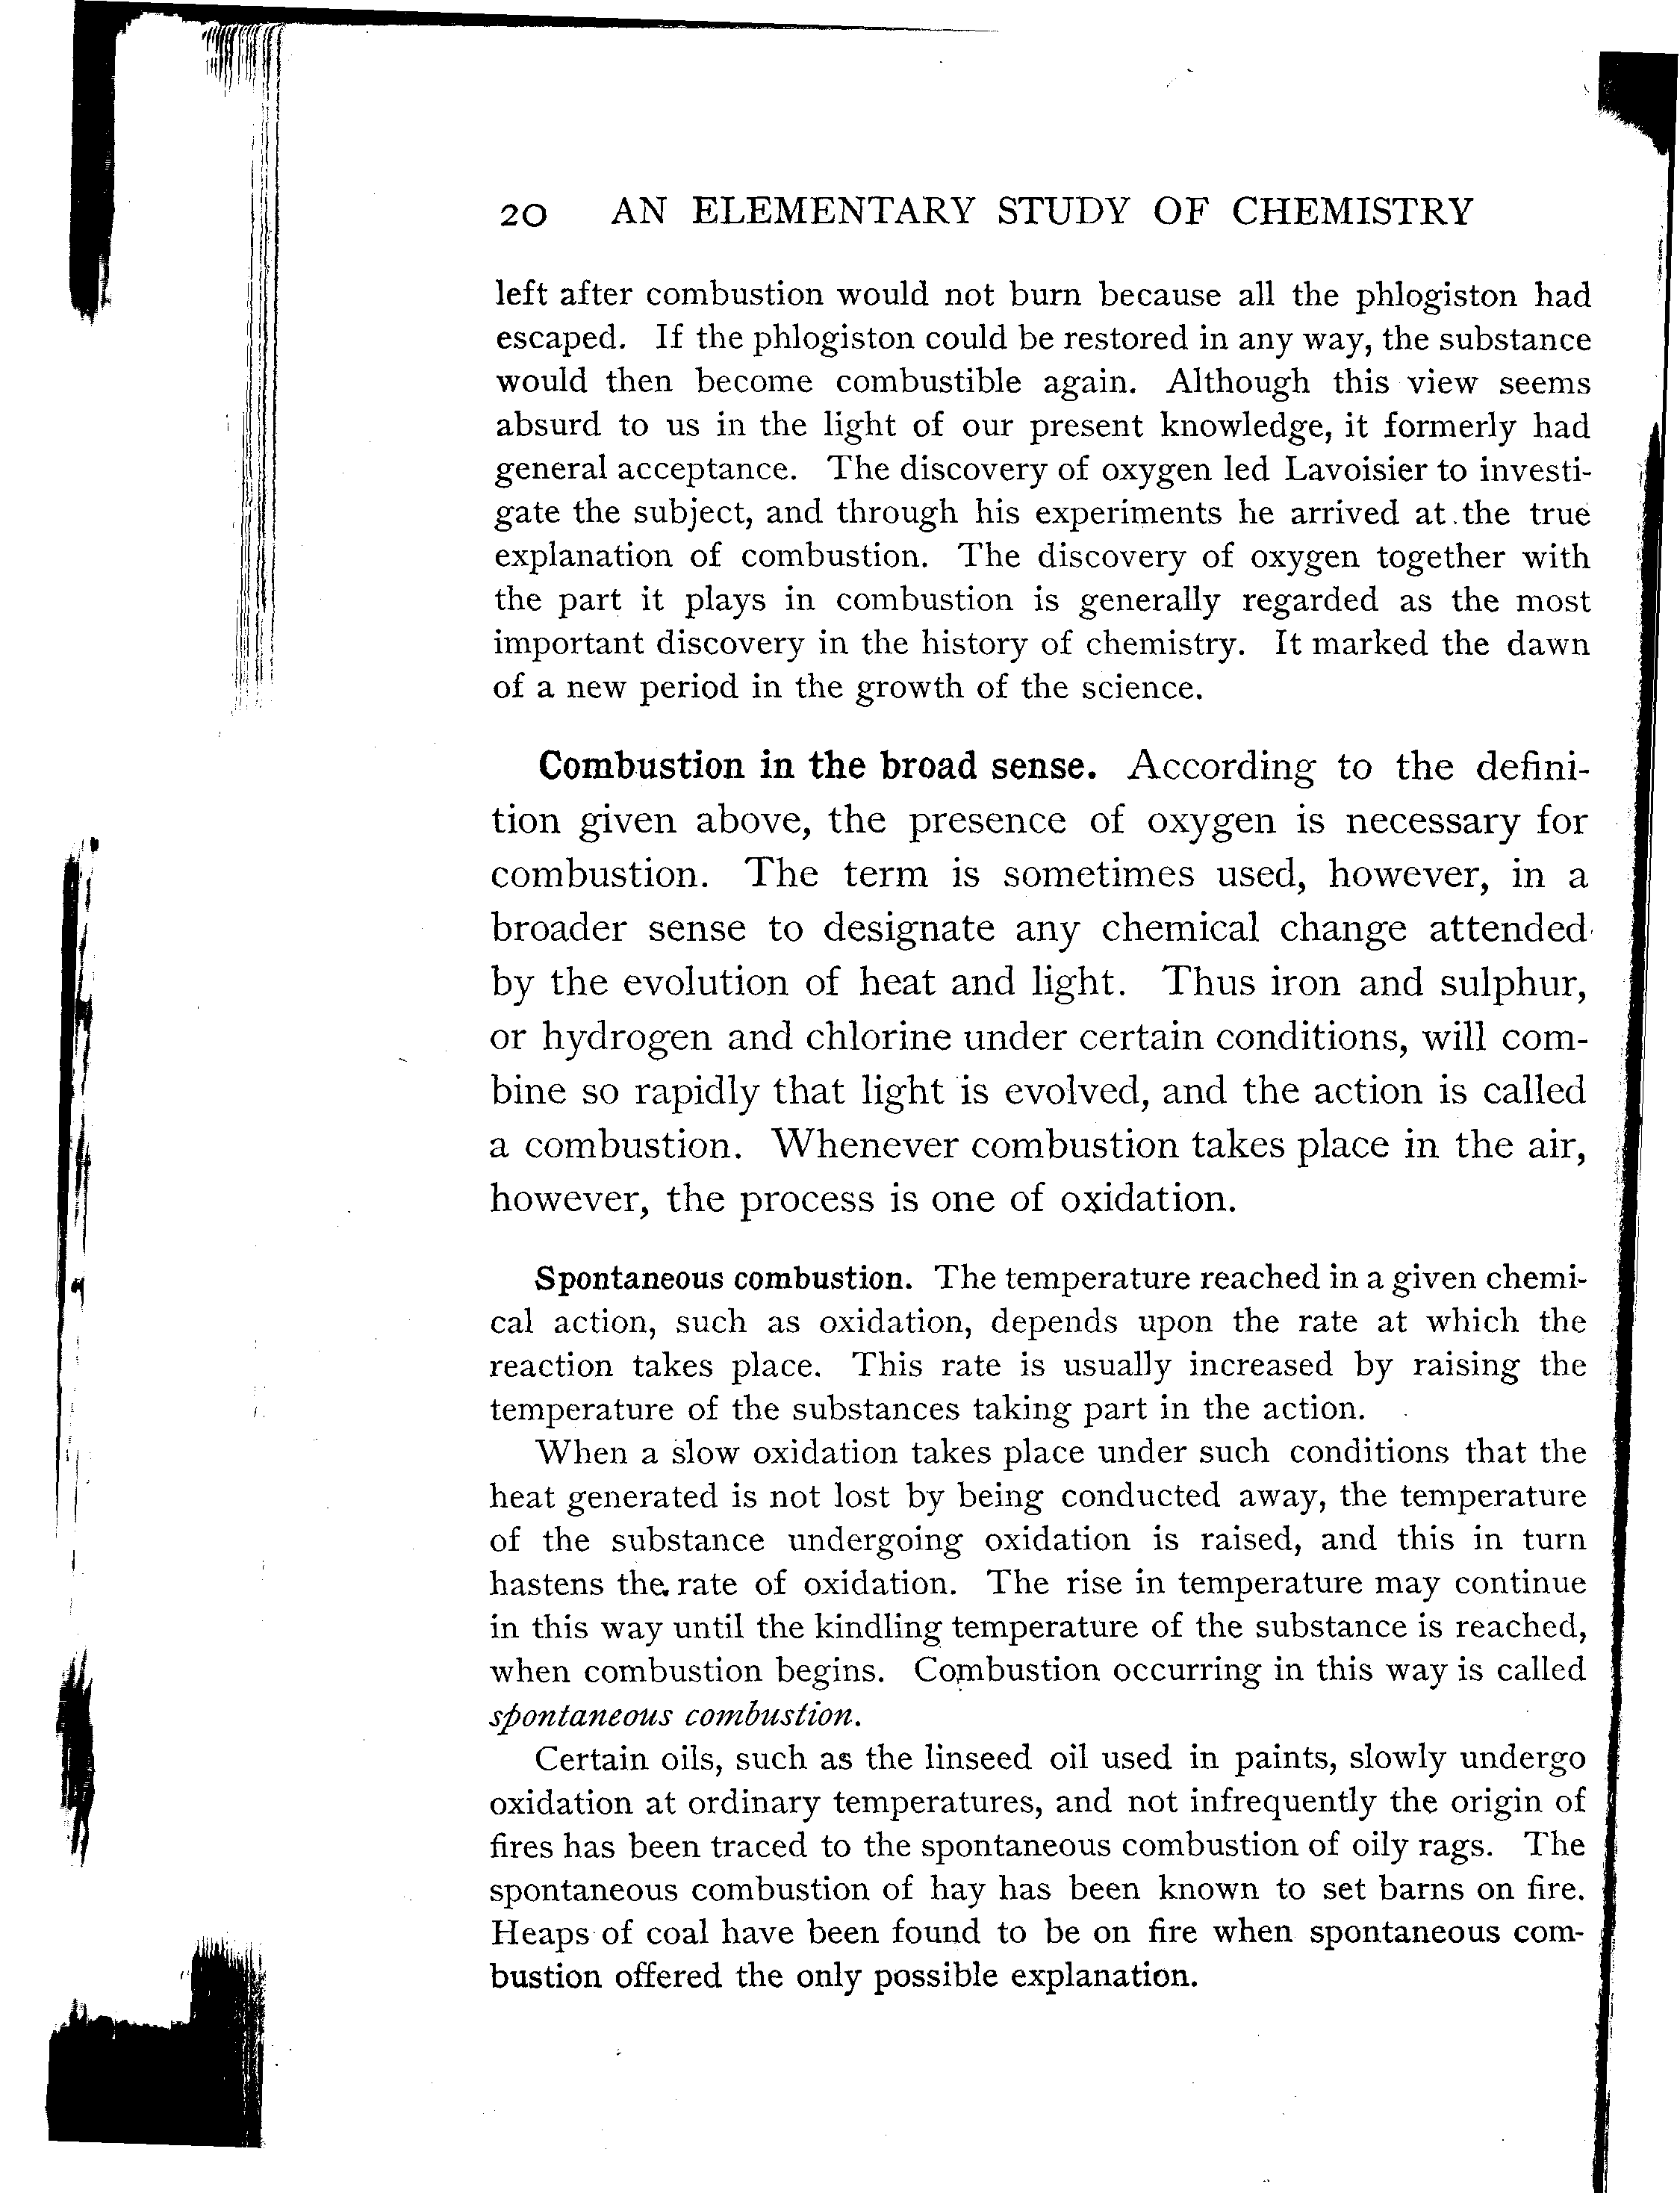 20 AN ELEMENTARY STUDY OF CHEMISTRY
left after combustion would not burn because all the phlogiston had
escaped. If the phlogiston could be restored in any way, the substance
would then become combustible again. Although this view seems
absurd to us in the light of our present knowledge, it formerly had
general acceptance. The discovery of oxygen led Lavoisier to investi-
gate the subject, and through his experiments he arrived at the true
explanation of combustion. The discovery of oxygen together with
the part it plays in combustion is generally regarded as the most
important discovery in the history of chemistry. It marked the dawn
of a new period in the growth of the science.
Combustion in the broad sense. According to the defini-
tion given above, the presence of oxygen is necessary for
combustion. The term is sometimes used, however, in a
broader sense to designate any chemical change attended
by the evolution of heat and light. Thus iron and sulphur,
or hydrogen and chlorine under certain conditions, will com-
bine so rapidly that light is evolved, and the action is called
a combustion. Whenever combustion takes place in the air,
however, the process is one of oxidation.
Spontaneous combustion. The temperature reached in a given chemi-
cal action, such as oxidation, depends upon the rate at which the
reaction takes place. This rate is usually increased by raising the
temperature of the substances taking part in the action.
When a slow oxidation takes place under such conditions that the
heat generated is not lost by being conducted away, the temperature
of the substance undergoing oxidation is raised, and this in turn
hastens the rate of oxidation. The rise in temperature may continue
in this way until the kindling temperature of the substance is reached,
when combustion begins. Combustion occurring in this way is called
spontaneous combustion.
Certain oils, such as the linseed oil used in paints, slowly undergo
oxidation at ordinary temperatures, and not infrequently the origin of
fires has been traced to the spontaneous combustion of oily rags. The
spontaneous combustion of hay has been known to set barns on fire.
Heaps of coal have been found to be on fire when spontaneous com-
bustion offered the only possible explanation.